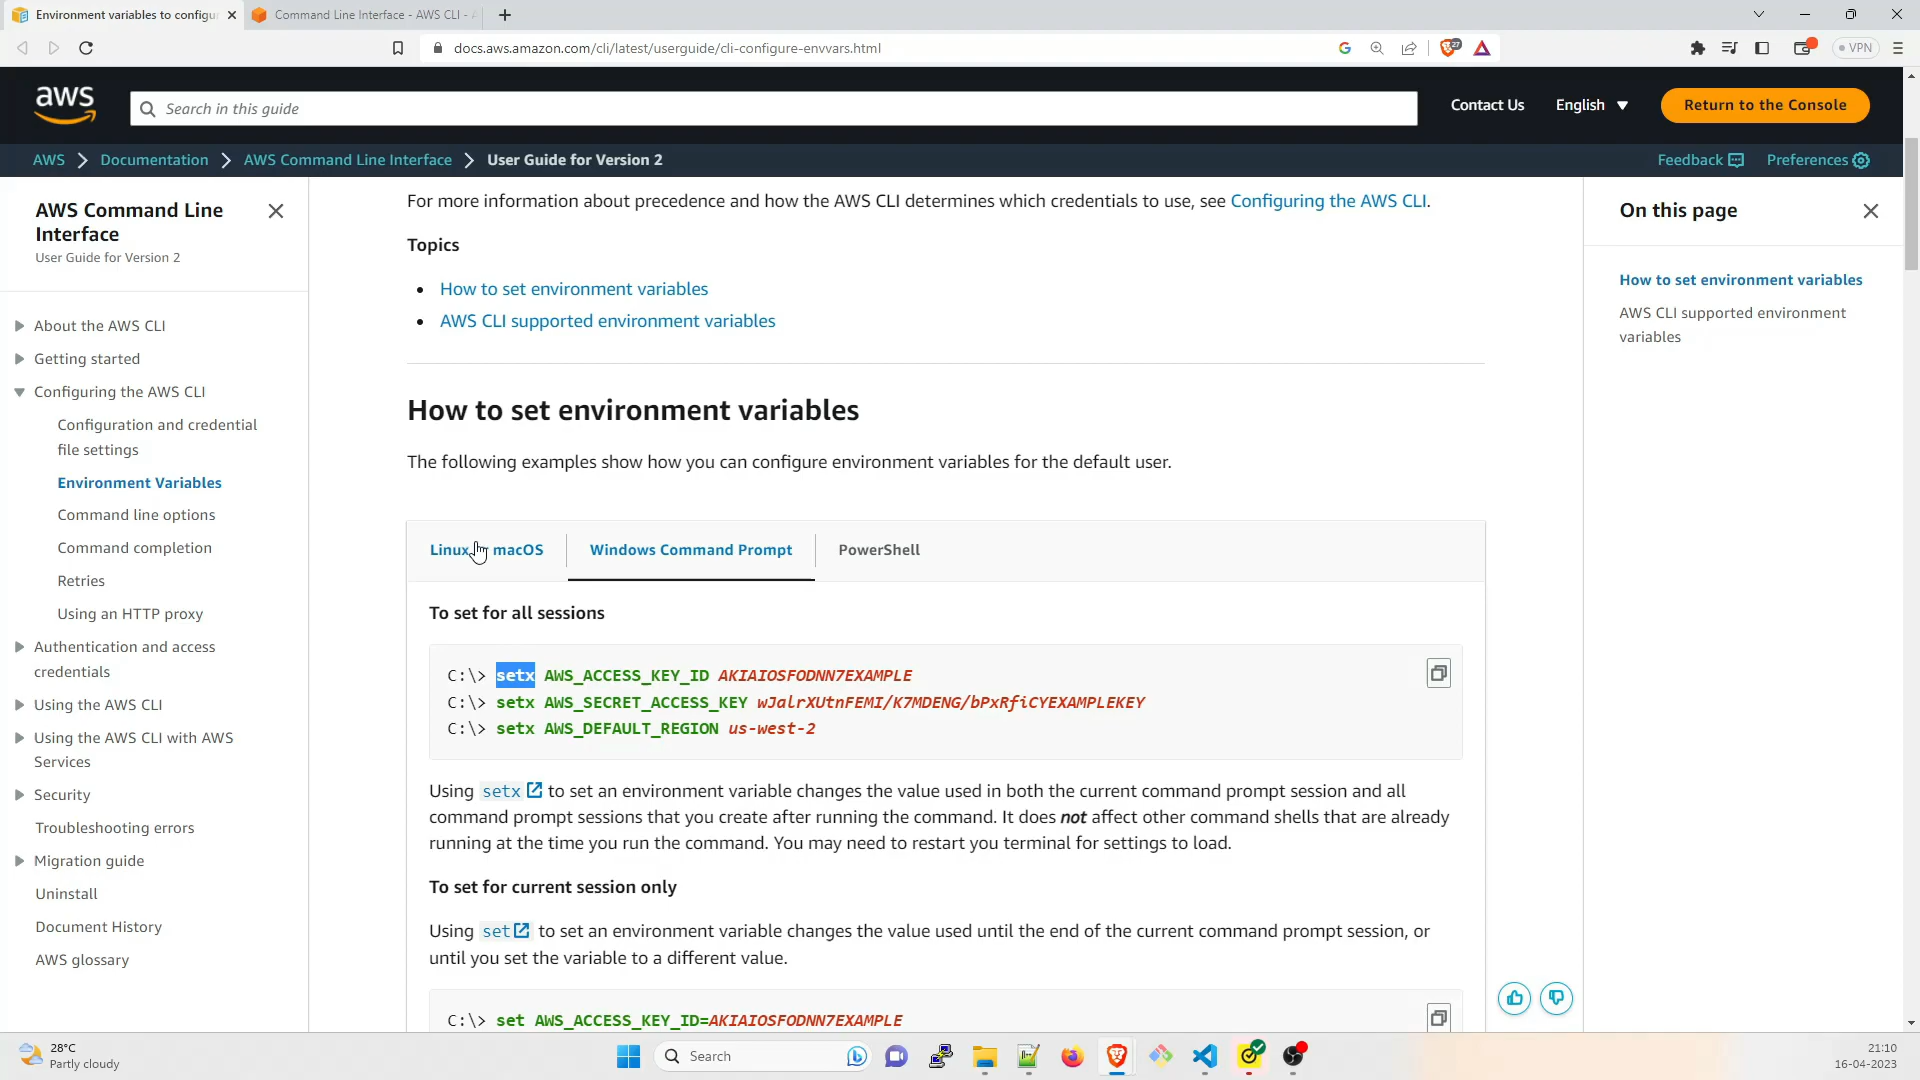 Environment variables to configu
Command Line Interface - AWS CLI -
docs.aws.amazon.com/cli/latest/userguide/cli-configure-envvars.html
27
VPN
aws
Search in this guide
Contact Us
English
Return to the Console
AWS
Documentation
AWS Command Line Interface
User Guide for Version 2
Feedback
Preferences
AWS Command Line
Interface
User Guide for Version 2
About the AWS CLI
Getting started
Configuring the AWS CLI
Configuration and credential
file settings
Environment Variables
Command line options
Command completion
Retries
Using an HTTP proxy
Authentication and access
credentials
Using the AWS CLI
Using the AWS CLI with AWS
Services
Security
Troubleshooting errors
Migration guide
Uninstall
Document History
AWS glossary
For more information about precedence and how the AWS CLI determines which credentials to use, see Configuring the AWS CLI.
Topics
How to set environment variables
AWS CLI supported environment variables
How to set environment variables
The following examples show how you can configure environment variables for the default user.
Linux macOS
Windows Command Prompt
PowerShell
To set for all sessions
C:\> setx AWS_ACCESS_KEY_ID AKIAIOSFODNN7EXAMPLE
C:\> setx AWS_SECRET_ACCESS_KEY wJalrXUtnFEMI/K7MDENG/bPxRfiCYEXAMPLEKEY
C:\> setx AWS_DEFAULT_REGION us-west-2
Using setx to set an environment variable changes the value used in both the current command prompt session and all
command prompt sessions that you create after running the command. It does not affect other command shells that are already
running at the time you run the command. You may need to restart you terminal for settings to load.
To set for current session only
Using set to set an environment variable changes the value used until the end of the current command prompt session, or
until you set the variable to a different value.
C:\> set AWS_ACCESS_KEY_ID=AKIAIOSFODNN7EXAMPLE
On this page
How to set environment variables
AWS CLI supported environment
variables
28°C
Partly cloudy
Search
21:10
16-04-2023